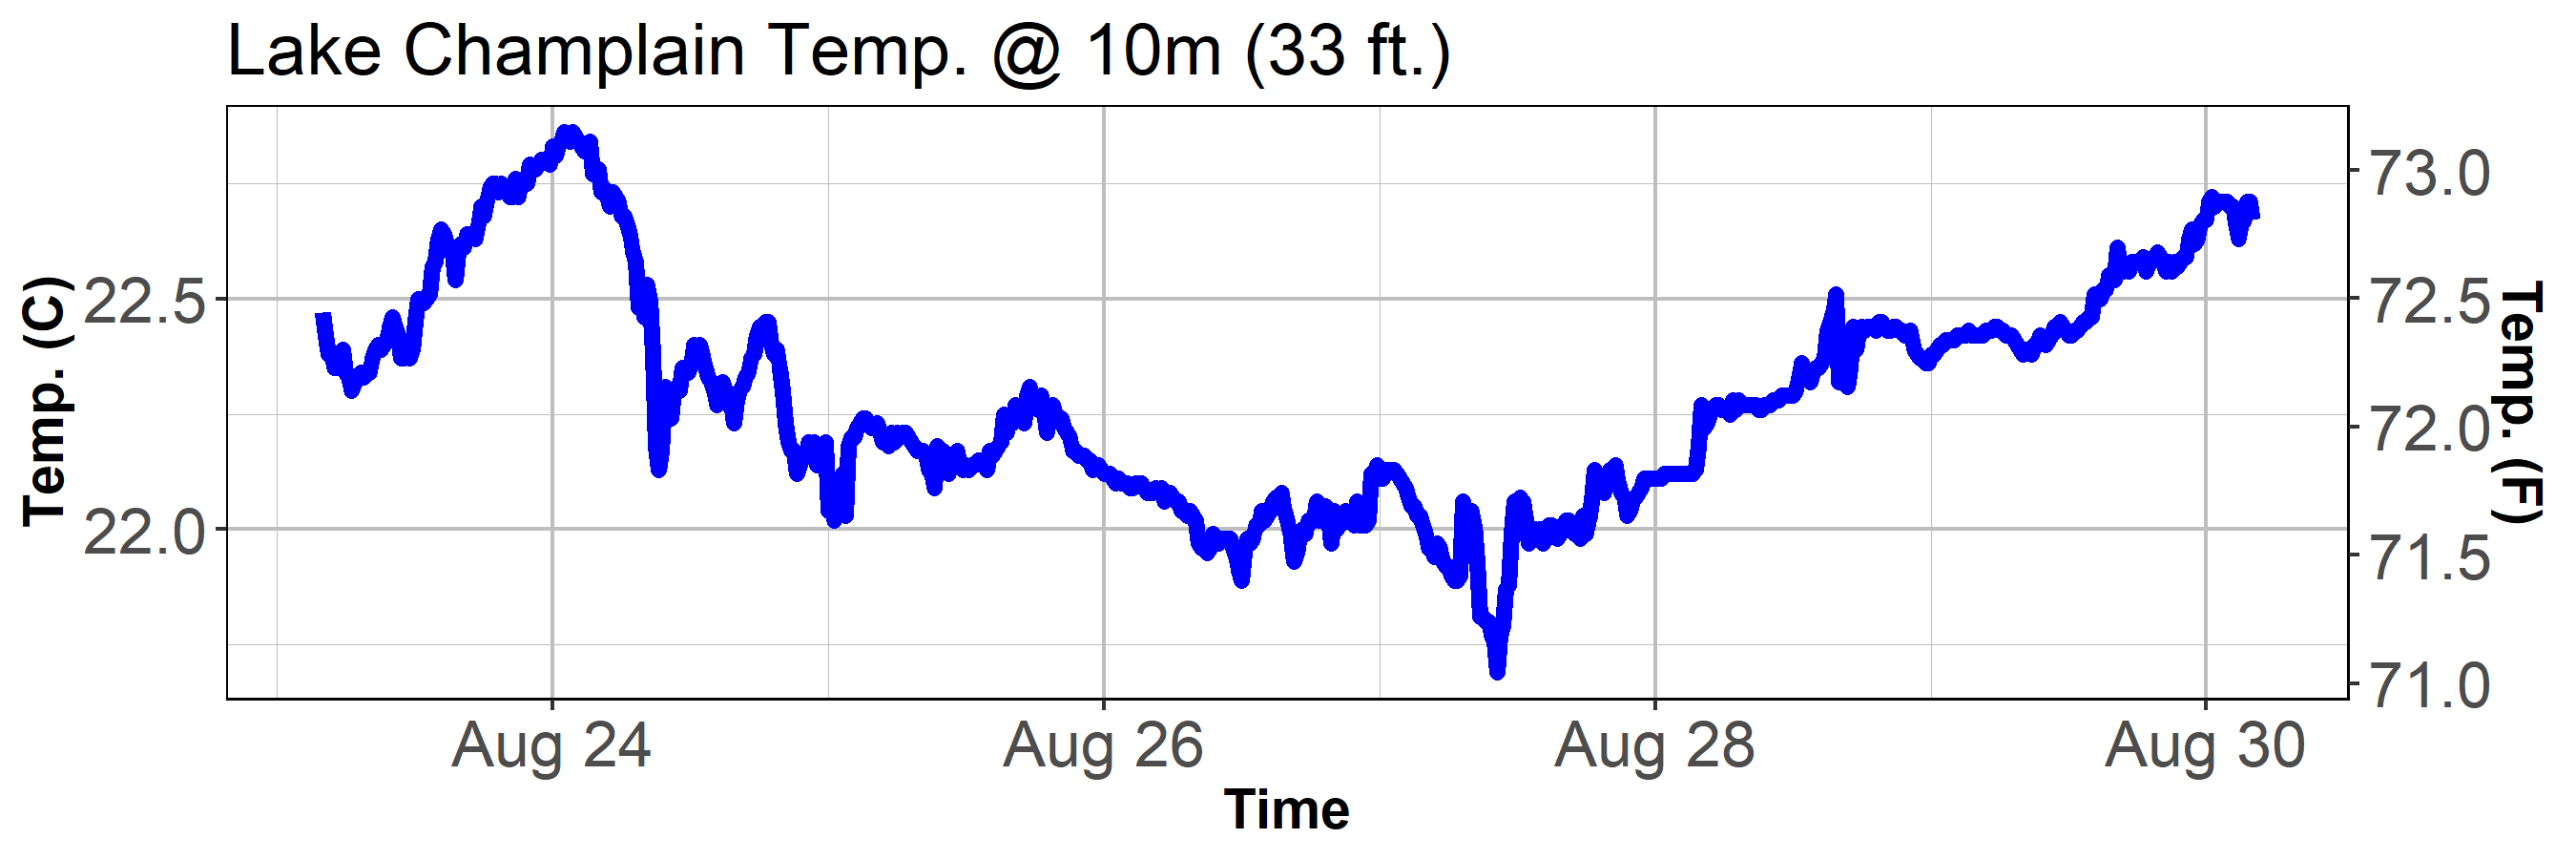 Lake Champlain Temp. @ 10m (33 ft.)
Temp. (C)
22.5
22.0
73.0
72.5
72.0
71.5
71.0
Temp. (F)
Aug 24 Aug 26 Aug 28 Aug 30
Time